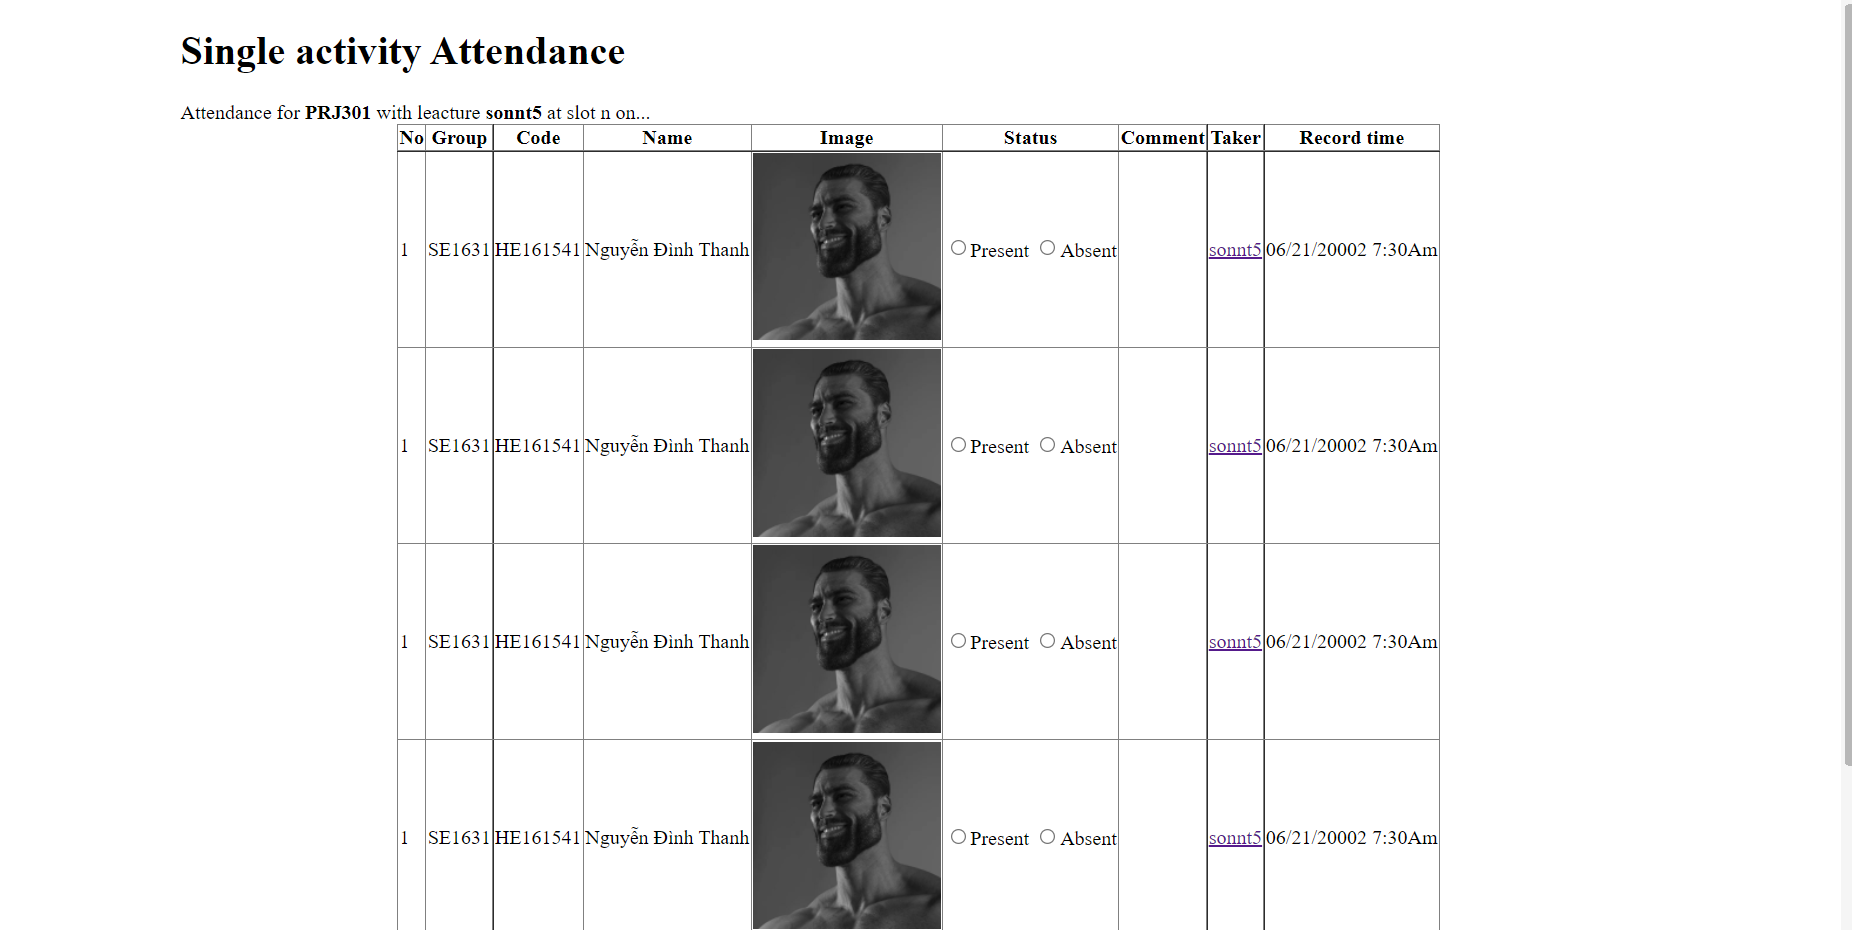 Single activity Attendance
Attendance for PRJ301 with leacture sonnt5 at slot n on...
No Group Code Name Image Status Comment Taker Record time
1 SE1631 HE161541 Nguyễn Đình Thanh Present Absent sonnt5 06/21/20002 7:30Am
1 SE1631 HE161541 Nguyễn Đình Thanh Present Absent sonnt5 06/21/20002 7:30Am
1 SE1631 HE161541 Nguyễn Đình Thanh Present Absent sonnt5 06/21/20002 7:30Am
1 SE1631 HE161541 Nguyễn Đình Thanh Present Absent sonnt5 06/21/20002 7:30Am